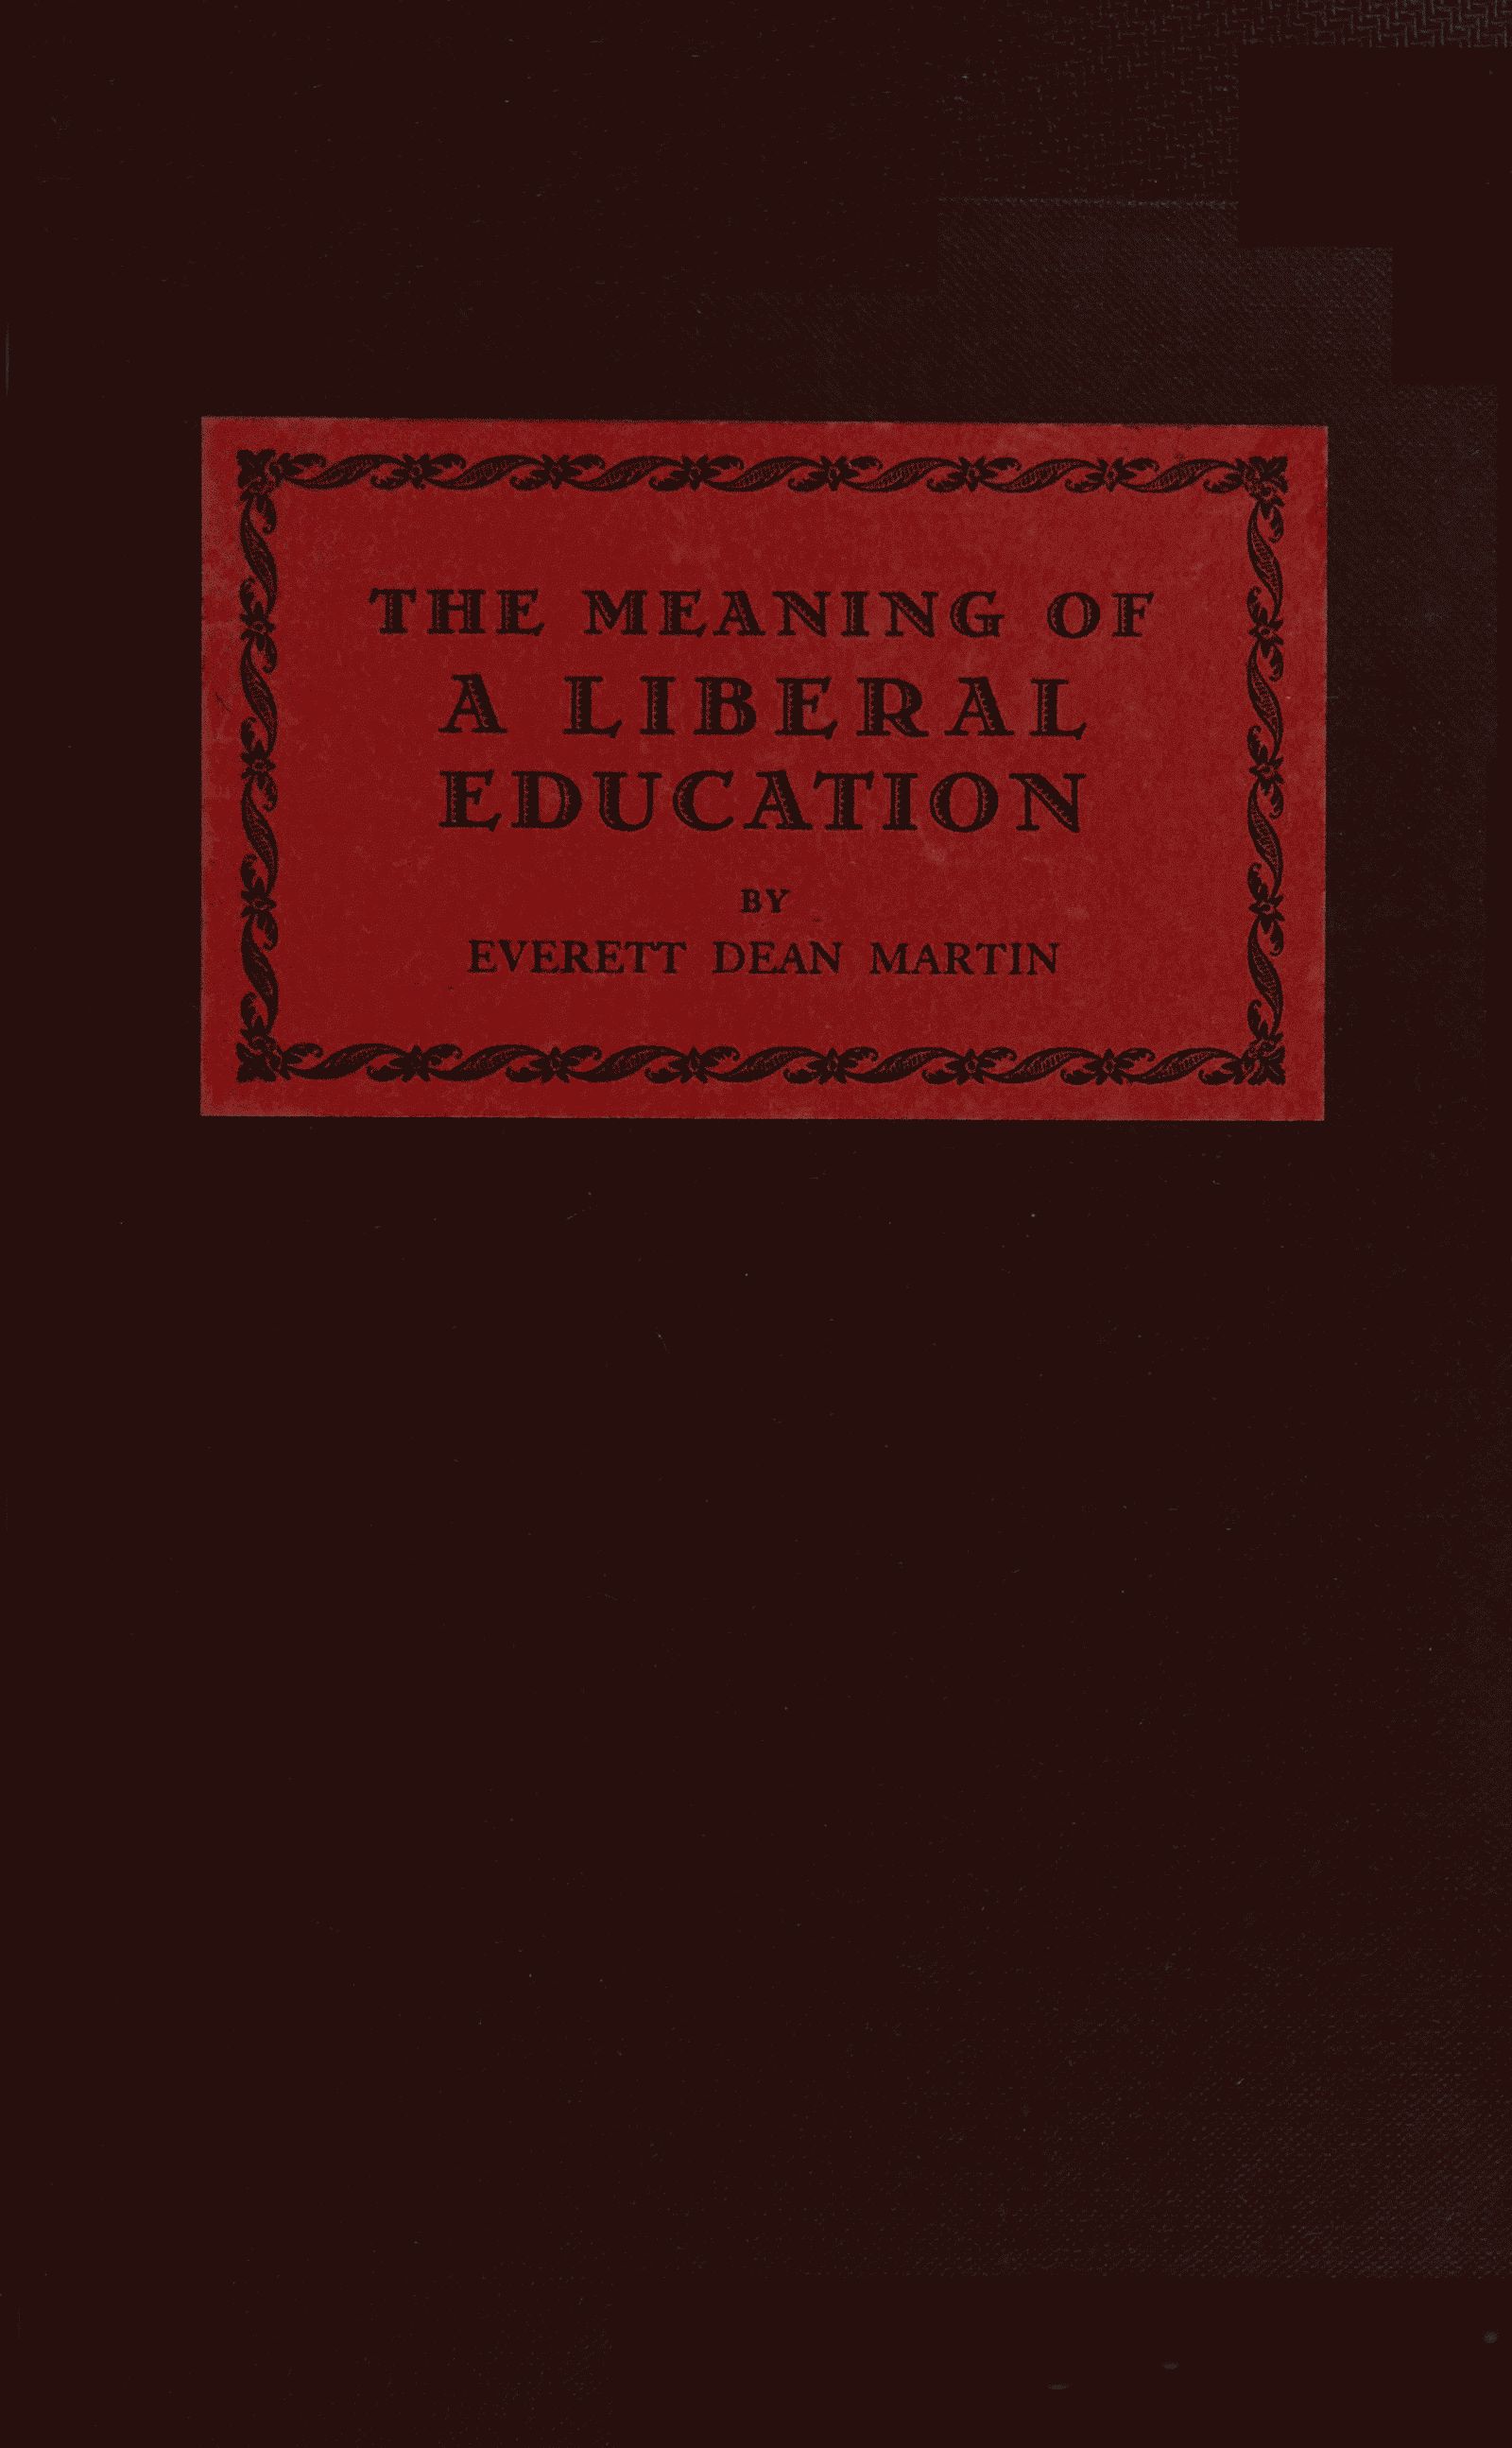 THE MEANING OF
A LIBERAL
EDUCATION
BY
EVERETT DEAN MARTIN